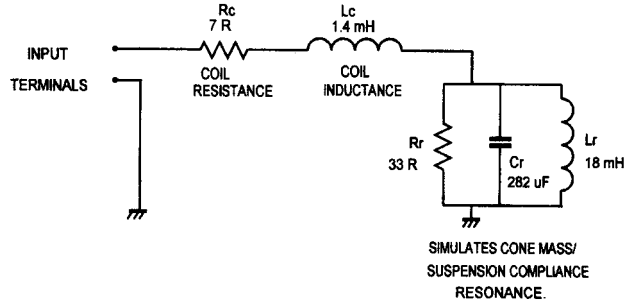 Rc
7 R
Lc
1.4 mH
INPUT
TERMINALS
COIL
RESISTANCE
COIL
INDUCTANCE
Rr
33 R
Cr
282 uF
Lr
18 mH
SIMULATES CONE MASS/
SUSPENSION COMPLIANCE
RESONANCE.